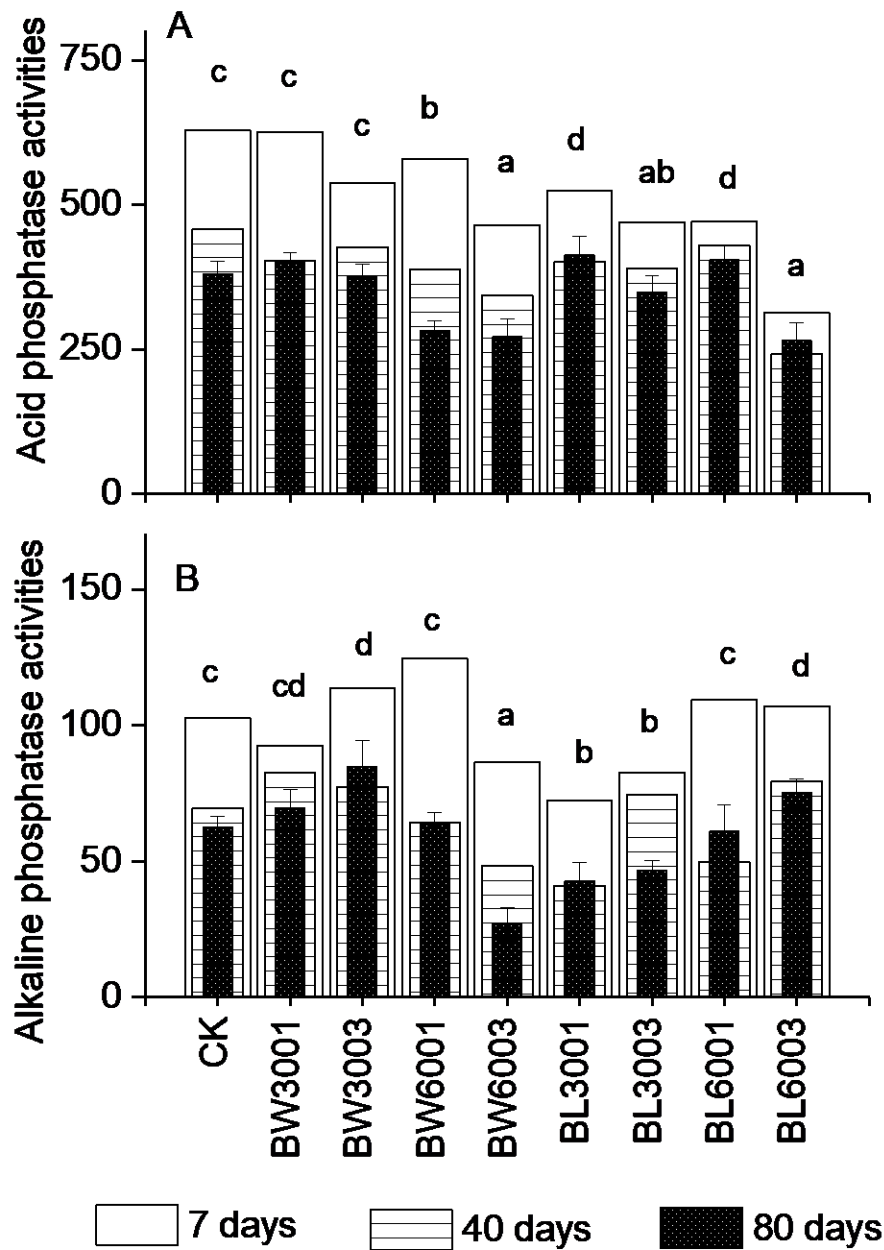 A
Acid phosphatase activities
750
500
250
0
c c c b a d ab d a
B
Alkaline phosphatase activities
150
100
50
0
c cd d c a b b c d
CK BW3001 BW3003 BW6001 BW6003 BL3001 BL3003 BL6001 BL6003
7 days 40 days 80 days